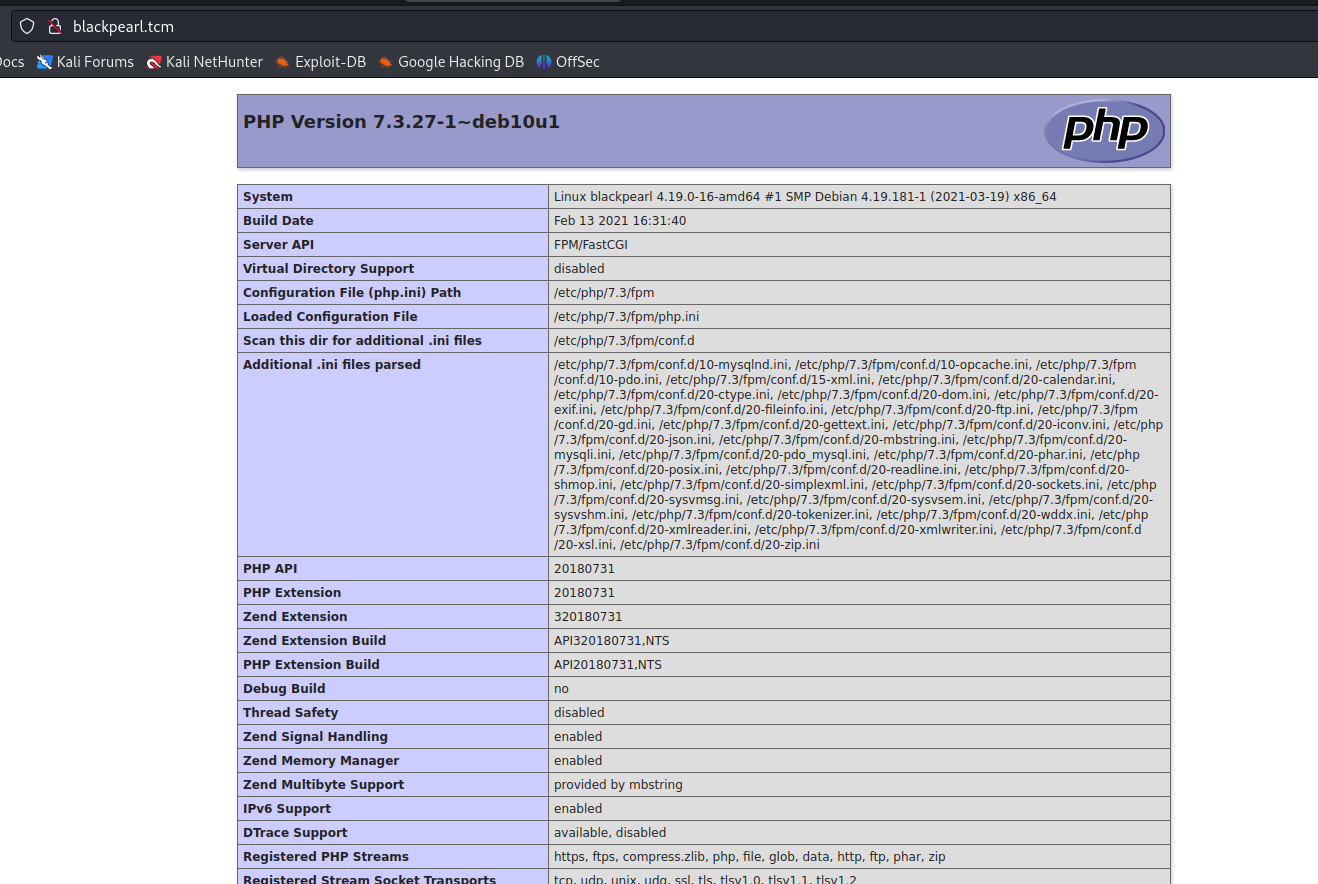 blackpearl.tcm
Docs Kali Forums Kali NetHunter Exploit-DB Google Hacking DB OffSec
PHP Version 7.3.27-1~deb10u1
php
System Linux blackpearl 4.19.0-16-amd64 #1 SMP Debian 4.19.181-1 (2021-03-19) x86_64
Build Date Feb 13 2021 16:31:40
Server API FPM/FastCGI
Virtual Directory Support disabled
Configuration File (php.ini) Path /etc/php/7.3/fpm
Loaded Configuration File /etc/php/7.3/fpm/php.ini
Scan this dir for additional .ini files /etc/php/7.3/fpm/conf.d
Additional .ini files parsed /etc/php/7.3/fpm/conf.d/10-mysqlnd.ini, /etc/php/7.3/fpm/conf.d/10-opcache.ini, /etc/php/7.3/fpm
/conf.d/10-pdo.ini, /etc/php/7.3/fpm/conf.d/15-xml.ini, /etc/php/7.3/fpm/conf.d/20-calendar.ini,
/etc/php/7.3/fpm/conf.d/20-ctype.ini, /etc/php/7.3/fpm/conf.d/20-dom.ini, /etc/php/7.3/fpm/conf.d/20-
exif.ini, /etc/php/7.3/fpm/conf.d/20-fileinfo.ini, /etc/php/7.3/fpm/conf.d/20-ftp.ini, /etc/php/7.3/fpm
/conf.d/20-gd.ini, /etc/php/7.3/fpm/conf.d/20-gettext.ini, /etc/php/7.3/fpm/conf.d/20-iconv.ini, /etc/php
/7.3/fpm/conf.d/20-json.ini, /etc/php/7.3/fpm/conf.d/20-mbstring.ini, /etc/php/7.3/fpm/conf.d/20-
mysqli.ini, /etc/php/7.3/fpm/conf.d/20-pdo_mysql.ini, /etc/php/7.3/fpm/conf.d/20-phar.ini, /etc/php
/7.3/fpm/conf.d/20-posix.ini, /etc/php/7.3/fpm/conf.d/20-readline.ini, /etc/php/7.3/fpm/conf.d/20-
shmop.ini, /etc/php/7.3/fpm/conf.d/20-simplexml.ini, /etc/php/7.3/fpm/conf.d/20-sockets.ini, /etc/php
/7.3/fpm/conf.d/20-sysvmsg.ini, /etc/php/7.3/fpm/conf.d/20-sysvsem.ini, /etc/php/7.3/fpm/conf.d/20-
sysvshm.ini, /etc/php/7.3/fpm/conf.d/20-tokenizer.ini, /etc/php/7.3/fpm/conf.d/20-wddx.ini, /etc/php
/7.3/fpm/conf.d/20-xmlreader.ini, /etc/php/7.3/fpm/conf.d/20-xmlwriter.ini, /etc/php/7.3/fpm/conf.d
/20-xsl.ini, /etc/php/7.3/fpm/conf.d/20-zip.ini
PHP API 20180731
PHP Extension 20180731
Zend Extension 320180731
Zend Extension Build API320180731,NTS
PHP Extension Build API20180731,NTS
Debug Build no
Thread Safety disabled
Zend Signal Handling enabled
Zend Memory Manager enabled
Zend Multibyte Support provided by mbstring
IPv6 Support enabled
DTrace Support available, disabled
Registered PHP Streams https, ftps, compress.zlib, php, file, glob, data, http, ftp, phar, zip
Registered Stream Socket Transports tcp, udp, unix, udg, ssl, tls, tlsv1.0, tlsv1.1, tlsv1.2